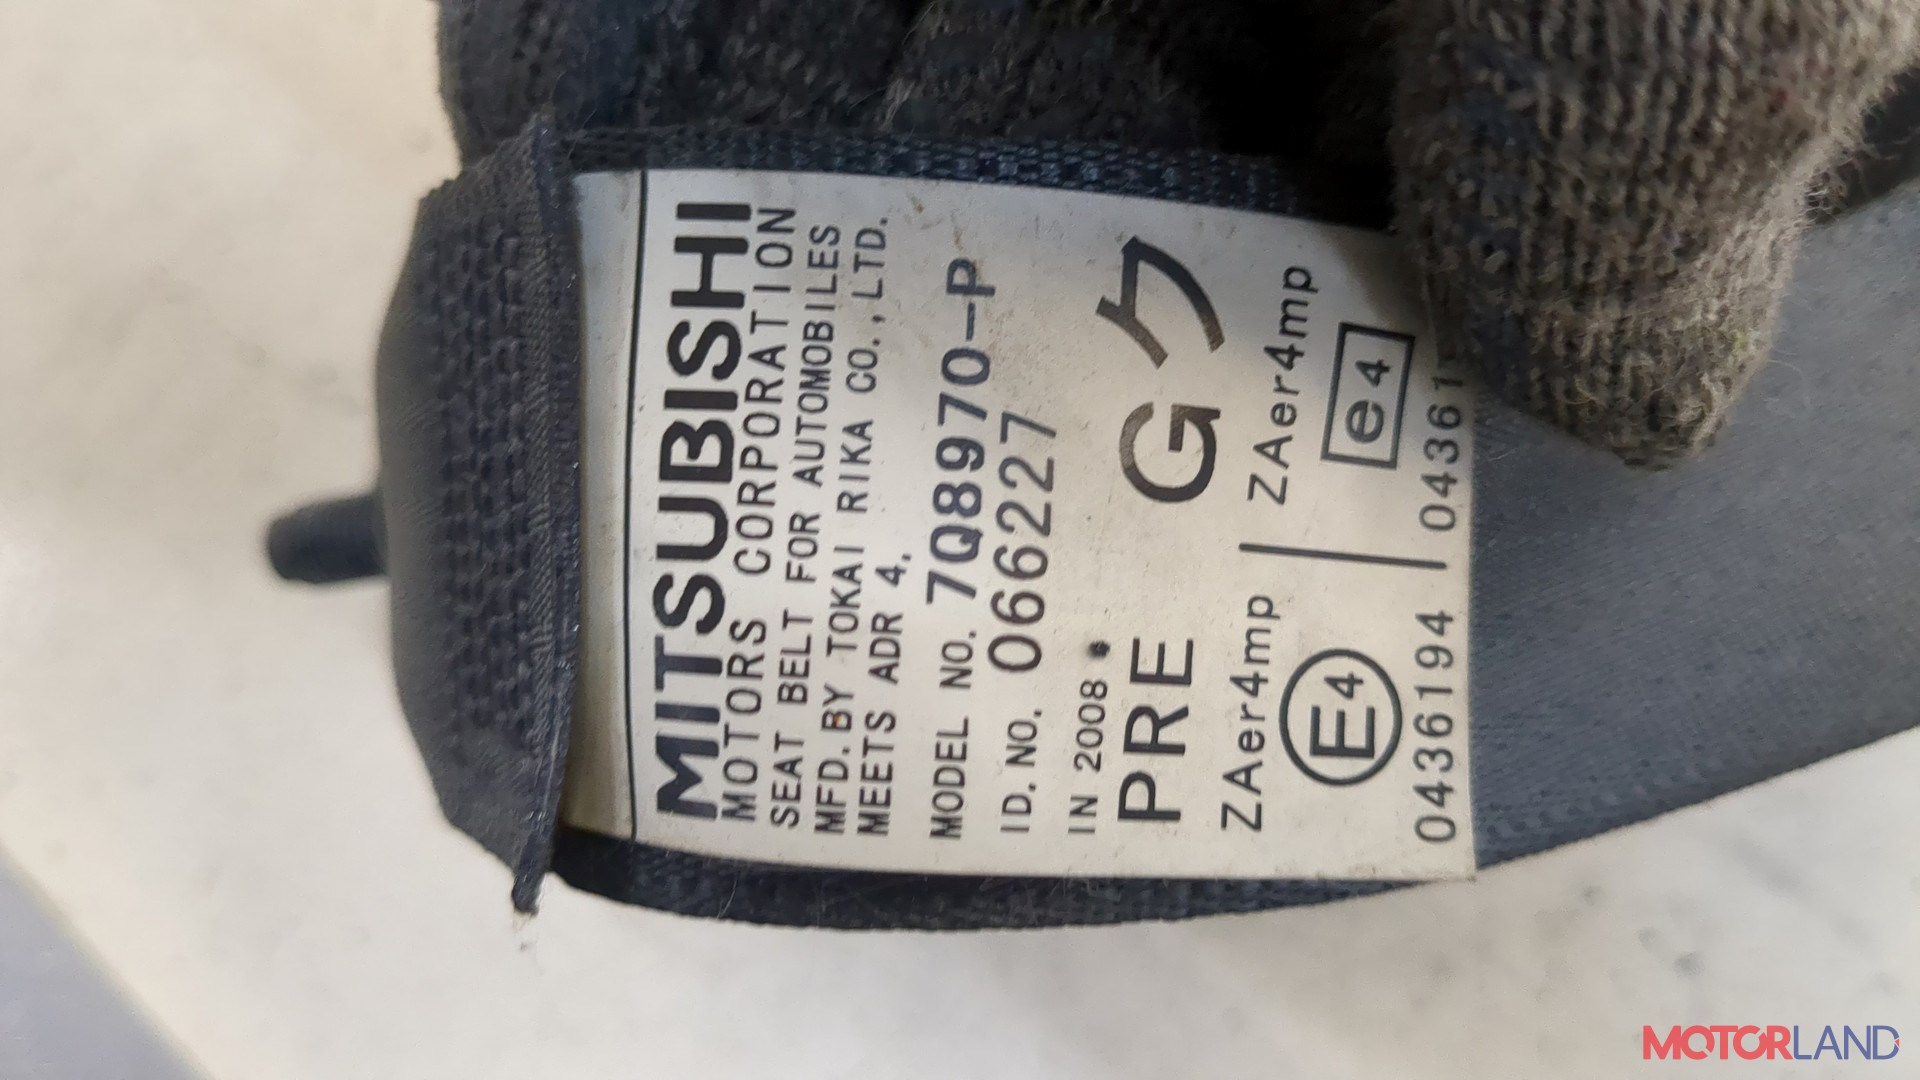 MITSUBISHI
MOTORS CORPORATION
SEAT BELT FOR AUTOMOBILES
MFD. BY TOKAI RIKA CO., LTD.
MEETS ADR 4.
MODEL NO. 7Q8970-P
ID. NO. 066227
IN 2008
PRE G ク
ZAer4mp ZAer4mp
E4 e4
0436194 04361
MOTORLAND